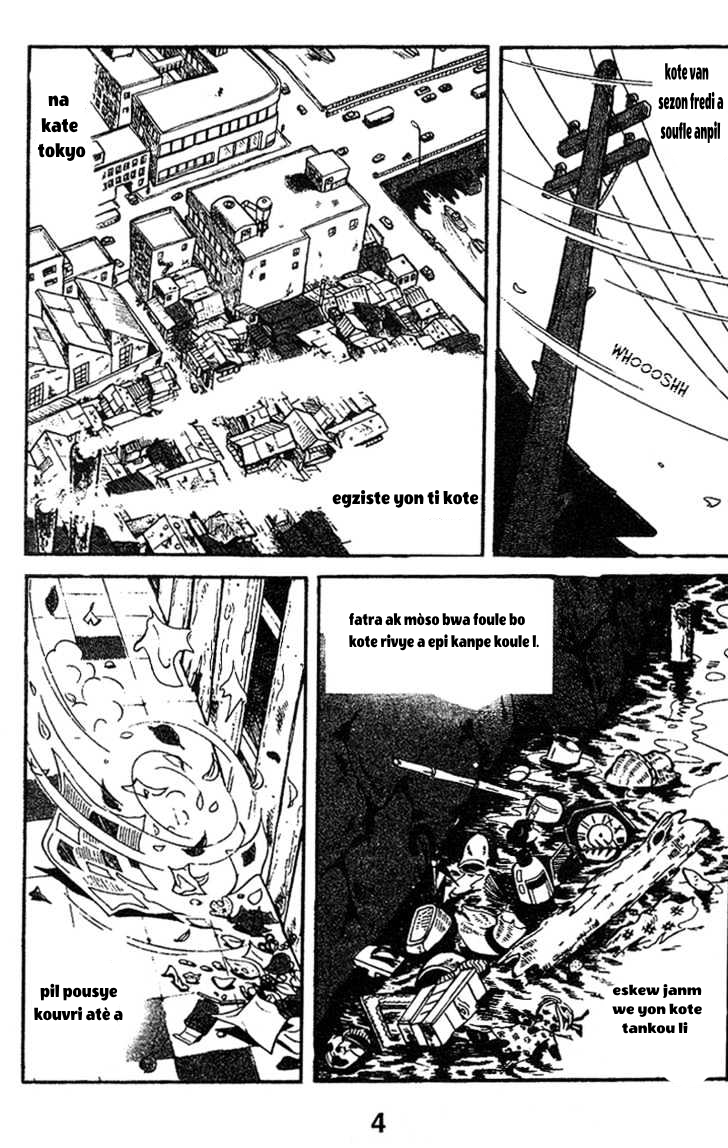 na
kate
tokyo
egziste yon ti kote
kote van
sezon fredi a
soufle anpil
WHOOOSHH
pil pousye
kouvri atè a
fatra ak mòso bwa foule bo
kote rivye a epi kanpe koule l.
eskew janm
we yon kote
tankou li
4